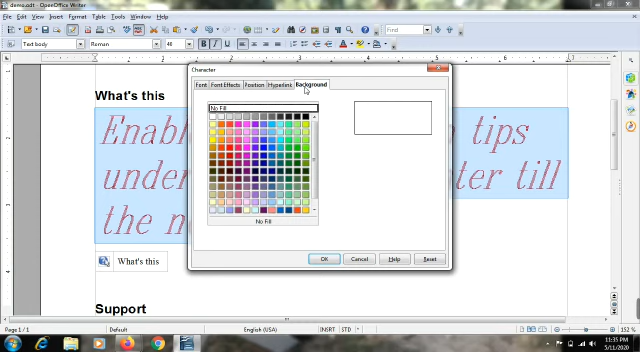 demo.odt - OpenOffice Writer
File Edit View Insert Format Table Tools Window Help
Find
Text body Roman 46
What's this
Enabl tips
under ter till
the n
What's this
Support
Character
Font Font Effects Position Hyperlink Background
No Fill
No Fill
OK Cancel Help Reset
Page 1 / 1 Default English (USA) INSRT STD 152 %
11:35 PM
5/11/2020